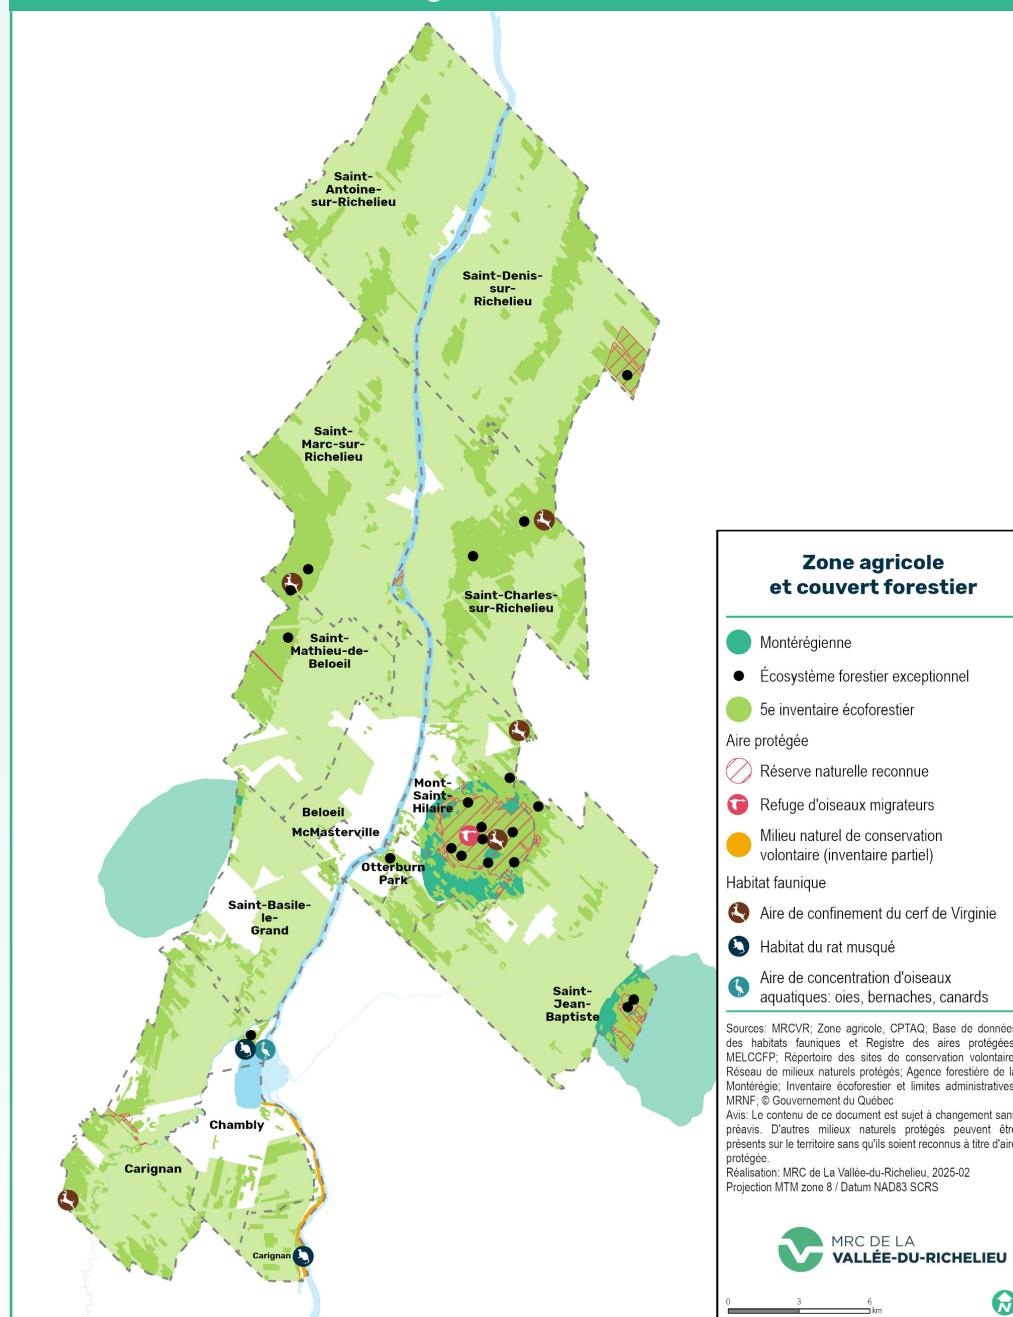 Saint-
Antoine-
sur-Richelieu
Saint-Denis-
sur-
Richelieu
Saint-
Marc-sur-
Richelieu
Saint-Charles-
sur-Richelieu
Saint-
Mathieu-de-
Beloeil
Mont-
Saint-
Hilaire
Beloeil
McMasterville
Otterburn
Park
Saint-Basile-
le-
Grand
Saint-
Jean-
Baptiste
Chambly
Carignan
Carignan
Zone agricole
et couvert forestier
Montérégienne
Écosystème forestier exceptionnel
5e inventaire écoforestier
Aire protégée
Réserve naturelle reconnue
Refuge d'oiseaux migrateurs
Milieu naturel de conservation
volontaire (inventaire partiel)
Habitat faunique
Aire de confinement du cerf de Virginie
Habitat du rat musqué
Aire de concentration d'oiseaux
aquatiques: oies, bernaches, canards
Sources: MRCVR; Zone agricole, CPTAQ; Base de données
des habitats fauniques et Registre des aires protégées
MELCCFP; Répertoire des sites de conservation volontaire
Réseau de milieux naturels protégés; Agence forestière de la
Montérégie; Inventaire écoforestier et limites administratives
MRNF; © Gouvernement du Québec
Avis: Le contenu de ce document est sujet à changement sans
préavis. D'autres milieux naturels protégés peuvent être
présents sur le territoire sans qu'ils soient reconnus à titre d'aire
protégée.
Réalisation: MRC de La Vallée-du-Richelieu, 2025-02
Projection MTM zone 8 / Datum NAD83 SCRS
MRC DE LA
VALLÉE-DU-RICHELIEU
0 3 6
km
N